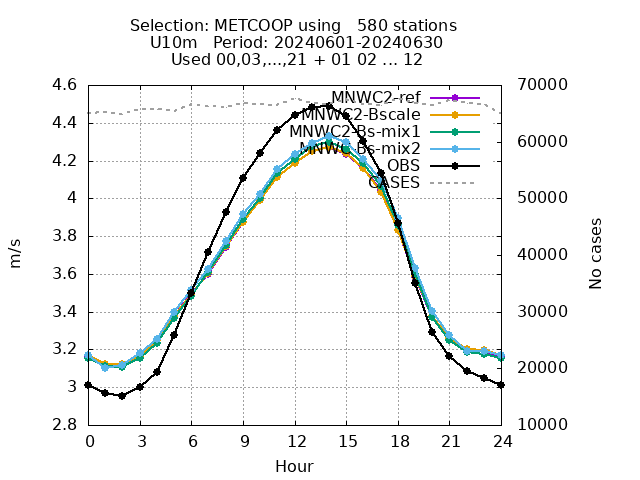 Selection: METCOOP using   580 stations
U10m   Period: 20240601-20240630
Used 00,03,...,21 + 01 02 ... 12
4.6
4.4
4.2
4
3.8
3.6
3.4
3.2
3
2.8
m/s
70000
60000
50000
40000
30000
20000
10000
No cases
MNWC2-ref
MNWC2-Bscale
MNWC2-Bs-mix1
MNWC2-Bs-mix2
OBS
CASES
0 3 6 9 12 15 18 21 24
Hour